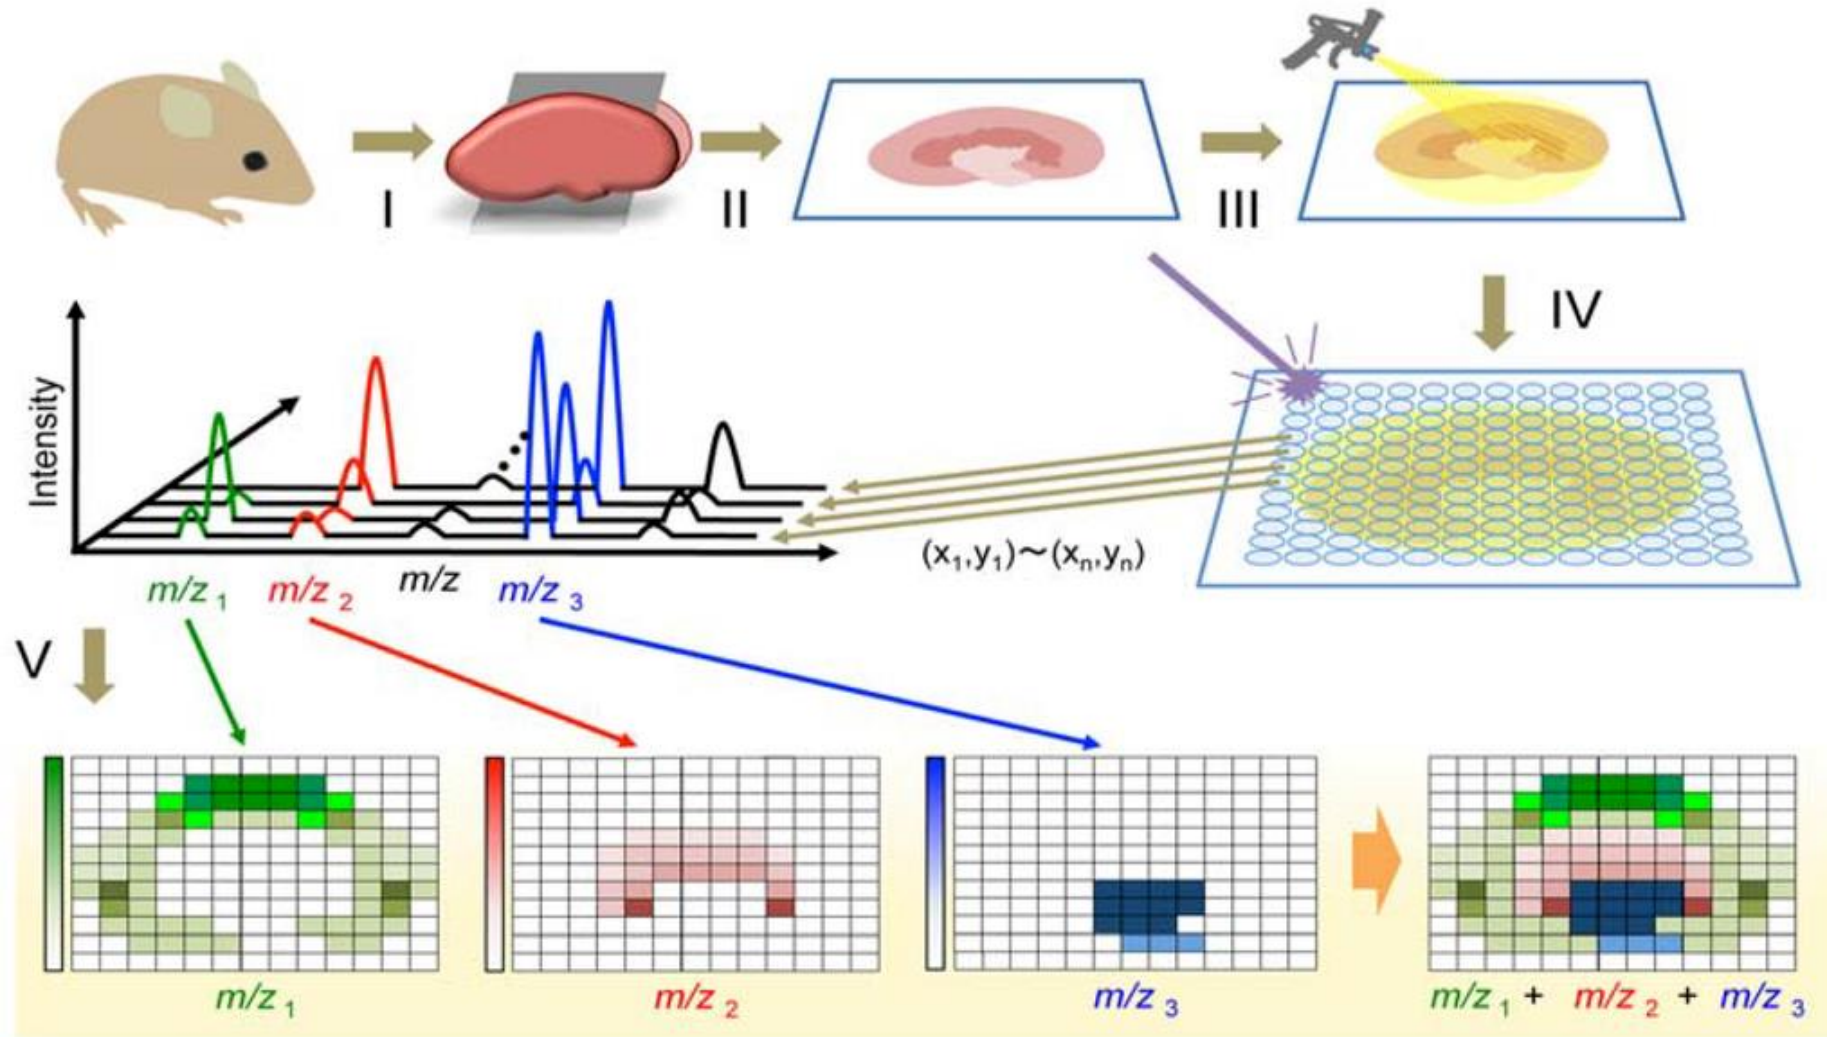 I
II
III
IV
Intensity
(x₁,y₁)～(xₙ,yₙ)
m/z ₁
m/z ₂
m/z
m/z ₃
V
m/z ₁
m/z ₂
m/z ₃
m/z ₁ + m/z ₂ + m/z ₃